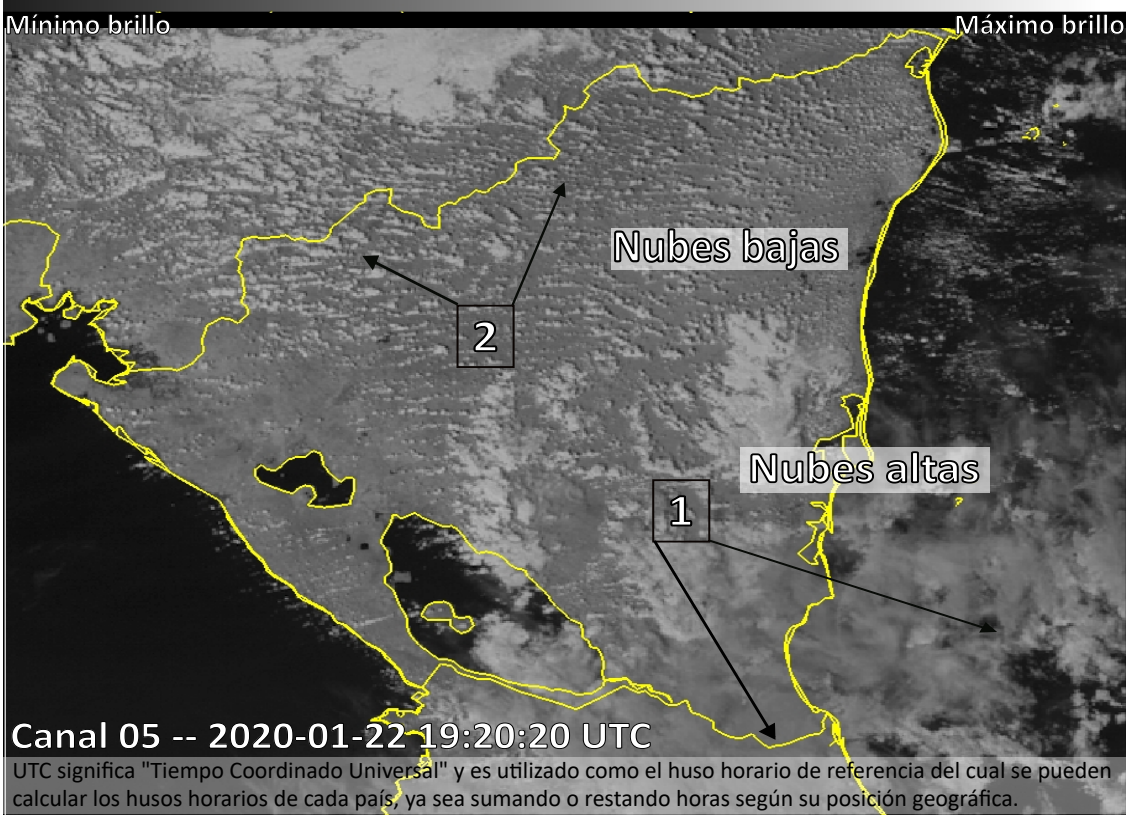 Mínimo brillo
Máximo brillo
Nubes bajas
2
Nubes altas
1
Canal 05 -- 2020-01-22 19:20:20 UTC
UTC significa "Tiempo Coordinado Universal" y es utilizado como el huso horario de referencia del cual se pueden
calcular los husos horarios de cada país, ya sea sumando o restando horas según su posición geográfica.